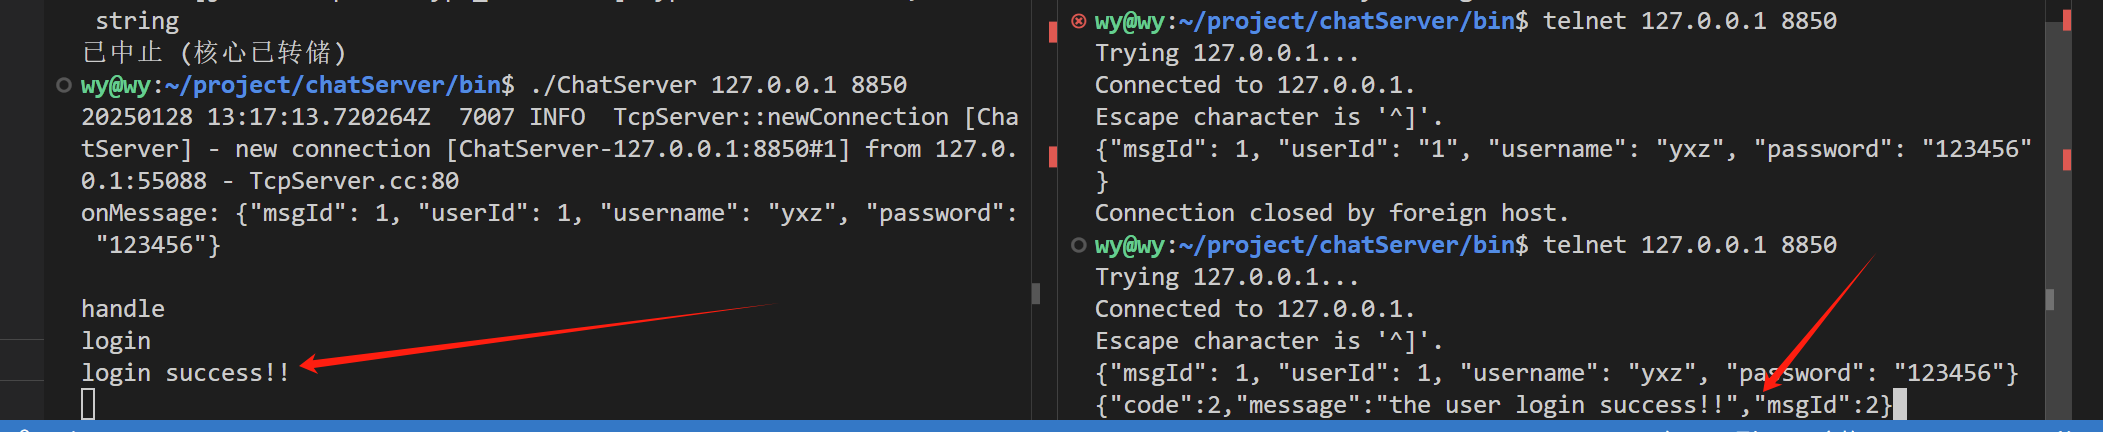 string
已中止 (核心已转储)
wy@wy:~/project/chatServer/bin$ ./ChatServer 127.0.0.1 8850
20250128 13:17:13.720264Z  7007 INFO  TcpServer::newConnection [Cha
tServer] - new connection [ChatServer-127.0.0.1:8850#1] from 127.0.
0.1:55088 - TcpServer.cc:80
onMessage: {"msgId": 1, "userId": 1, "username": "yxz", "password":
"123456"}
handle
login
login success!!
wy@wy:~/project/chatServer/bin$ telnet 127.0.0.1 8850
Trying 127.0.0.1...
Connected to 127.0.0.1.
Escape character is '^]'.
{"msgId": 1, "userId": "1", "username": "yxz", "password": "123456"
}
Connection closed by foreign host.
wy@wy:~/project/chatServer/bin$ telnet 127.0.0.1 8850
Trying 127.0.0.1...
Connected to 127.0.0.1.
Escape character is '^]'.
{"msgId": 1, "userId": 1, "username": "yxz", "password": "123456"}
{"code":2,"message":"the user login success!!","msgId":2}